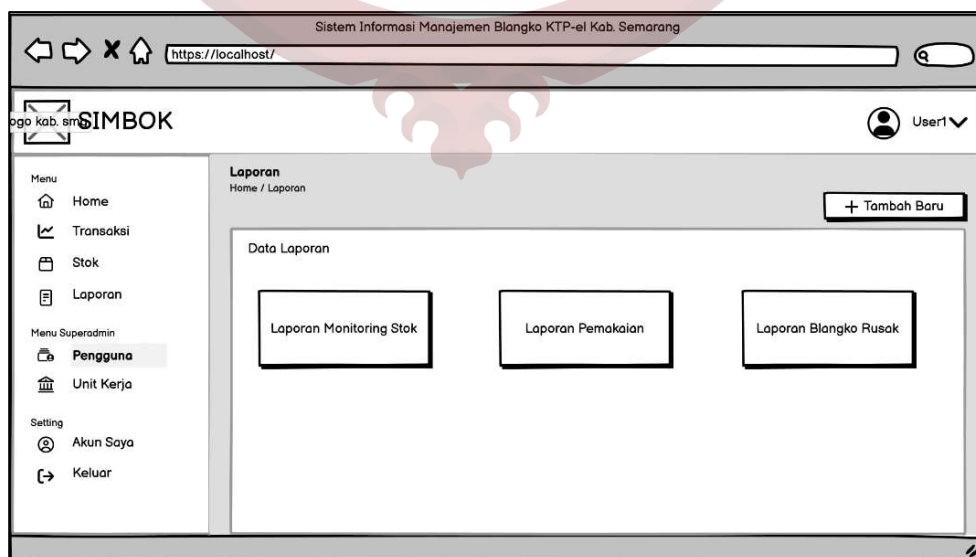 Sistem Informasi Manajemen Blangko KTP-el Kab. Semarang
https://localhost/
ogo kab. sm
SIMBOK
User1
Menu
Home
Transaksi
Stok
Laporan
Menu Superadmin
Pengguna
Unit Kerja
Setting
Akun Saya
Keluar
Laporan
Home / Laporan
+ Tambah Baru
Data Laporan
Laporan Monitoring Stok
Laporan Pemakaian
Laporan Blangko Rusak